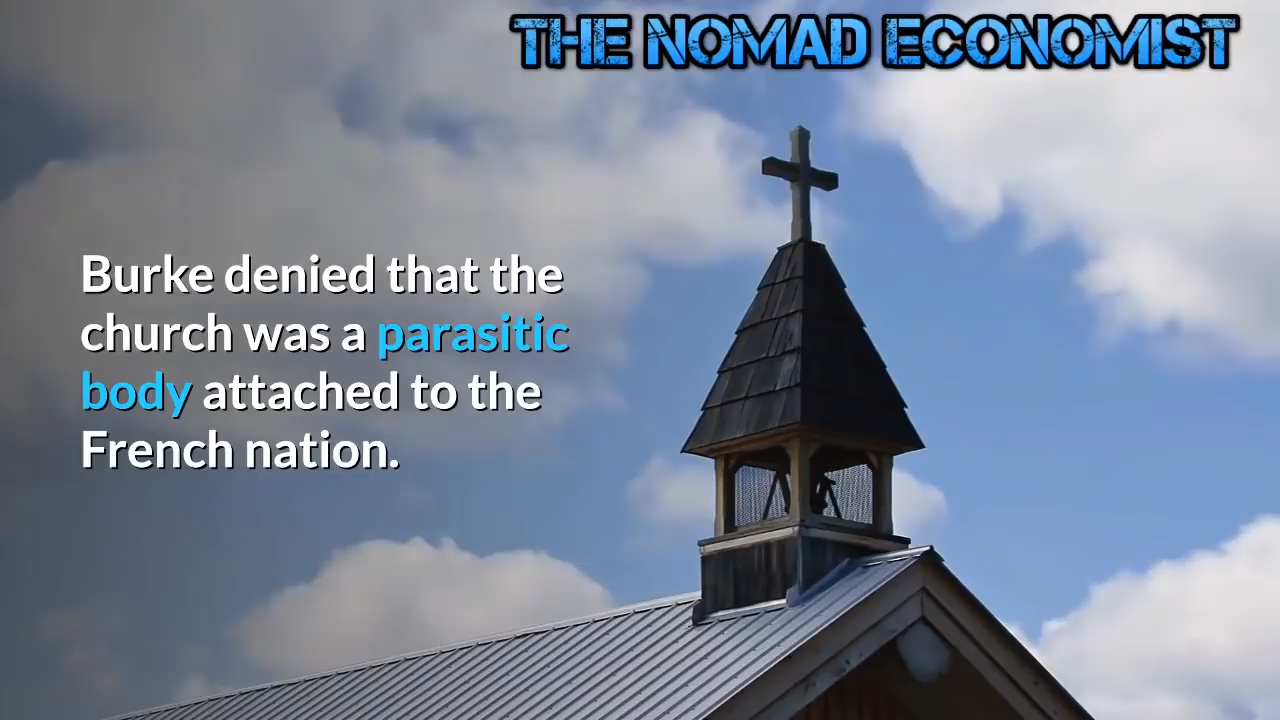 THE NOMAD ECONOMIST
Burke denied that the
church was a parasitic
body attached to the
French nation.